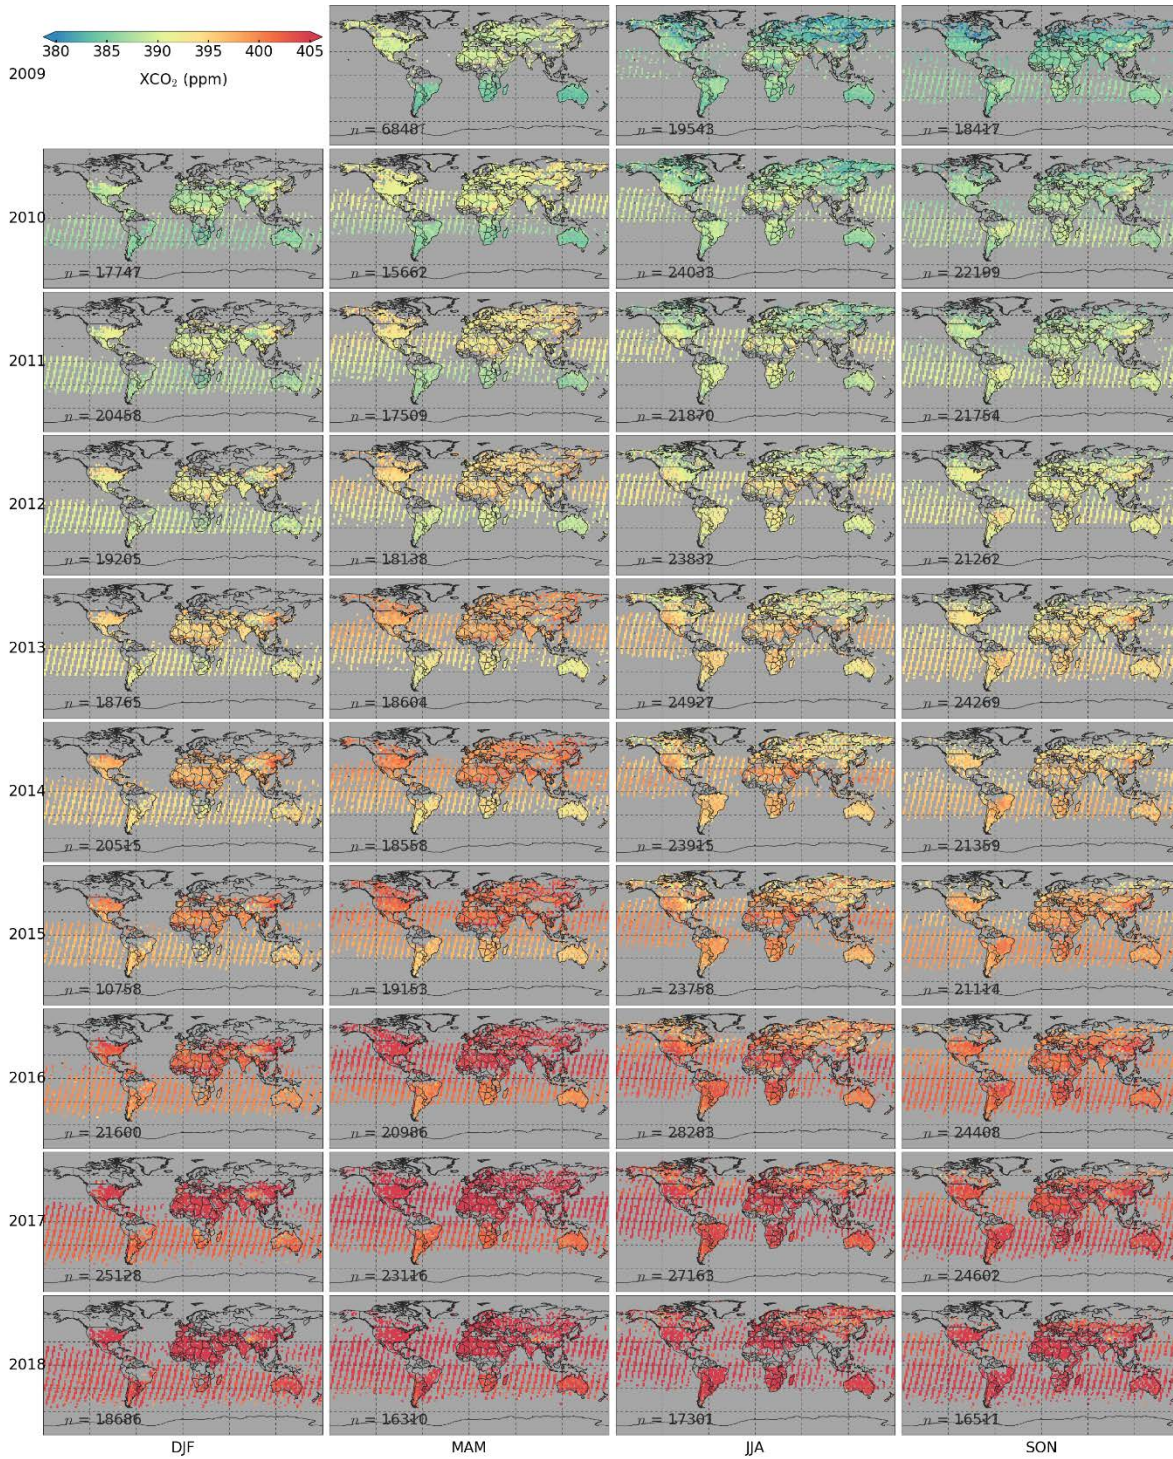 380 385 390 395 400 405
XCO₂ (ppm)
2009
n = 6848
n = 19543
n = 18417
2010
n = 17747
n = 15662
n = 24033
n = 22199
2011
n = 20458
n = 17509
n = 21870
n = 21754
2012
n = 19205
n = 18138
n = 23832
n = 21262
2013
n = 18765
n = 18604
n = 24927
n = 24269
2014
n = 20515
n = 18558
n = 23915
n = 21359
2015
n = 10758
n = 19153
n = 23758
n = 21114
2016
n = 21600
n = 20986
n = 28283
n = 24408
2017
n = 25128
n = 23116
n = 27163
n = 24602
2018
n = 18686
n = 16310
n = 17301
n = 16511
DJF MAM JJA SON